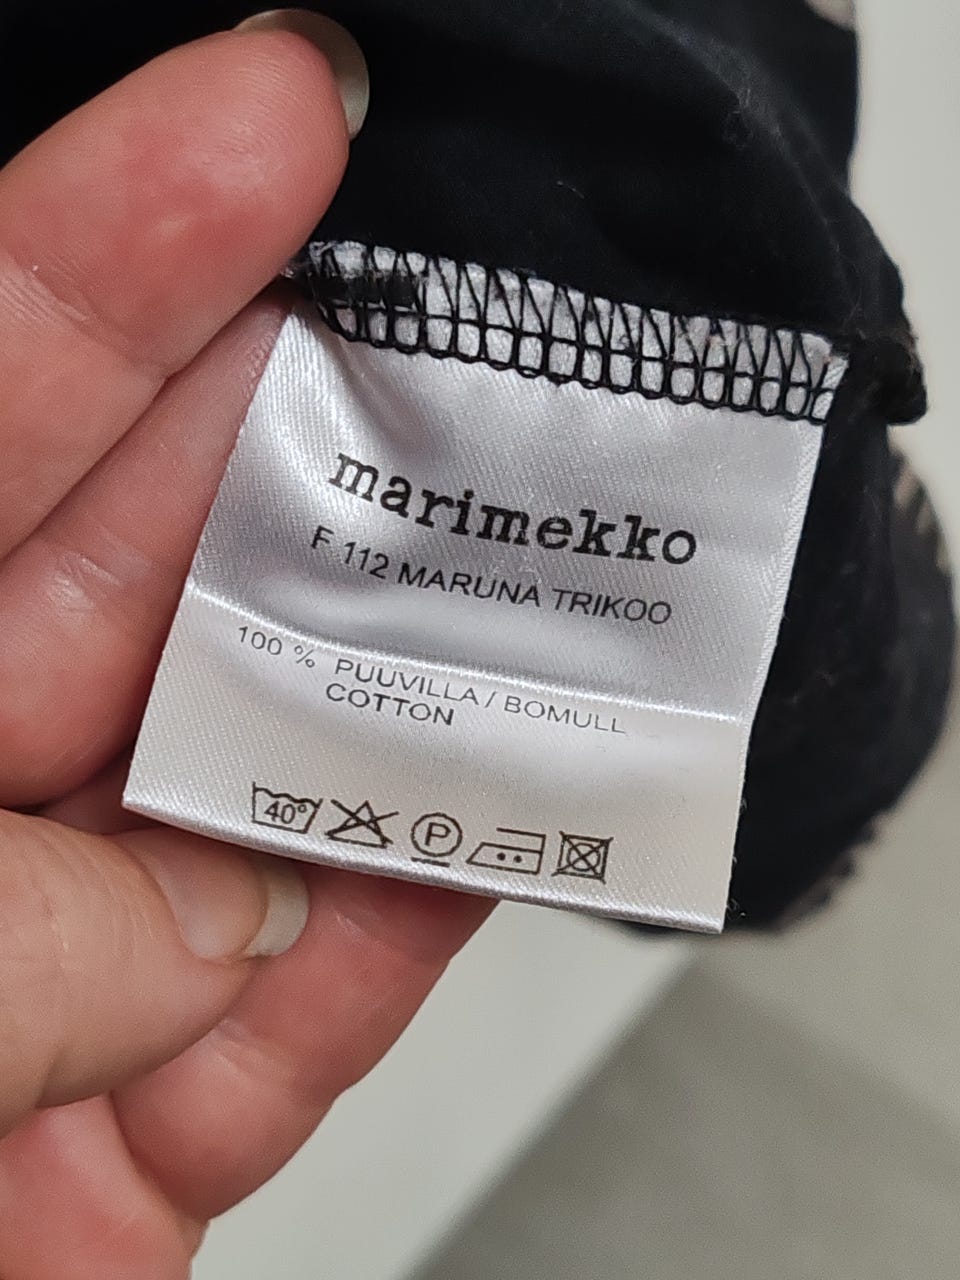 marimekko
F 112 MARUNA TRIKOO
100 % PUUVILLA / BOMULL
COTTON
40° P